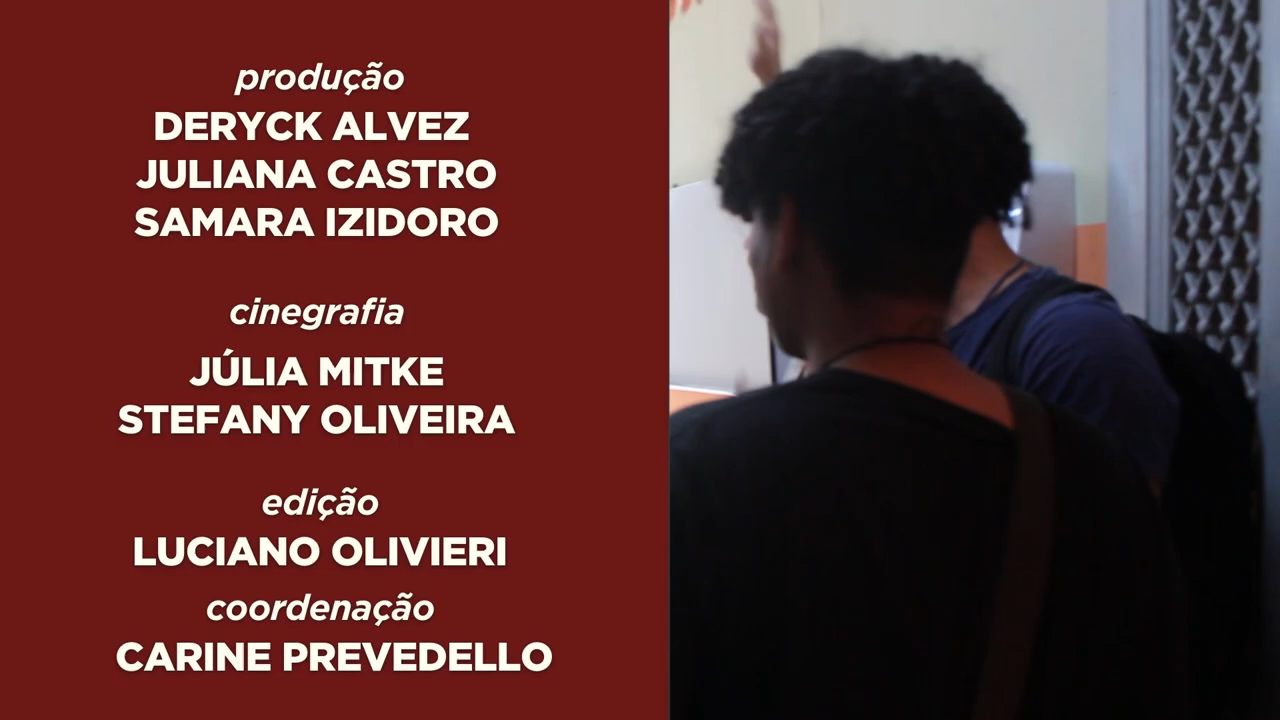 produção
DERYCK ALVEZ
JULIANA CASTRO
SAMARA IZIDORO
cinegrafia
JÚLIA MITKE
STEFANY OLIVEIRA
edição
LUCIANO OLIVIERI
coordenação
CARINE PREVEDELLO